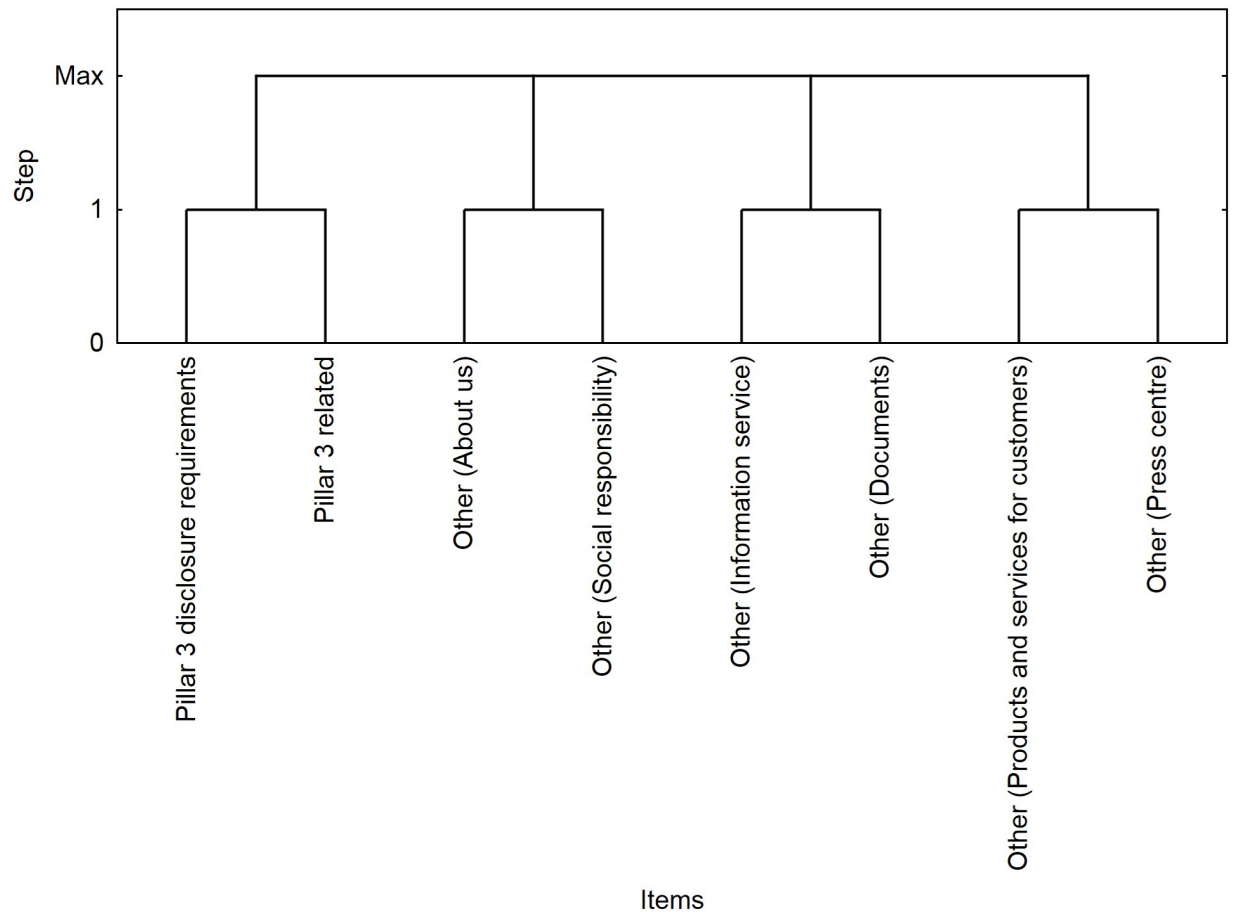 Max
Step
1
0
Pillar 3 disclosure requirements
Pillar 3 related
Other (About us)
Other (Social responsibility)
Other (Information service)
Other (Documents)
Other (Products and services for customers)
Other (Press centre)
Items